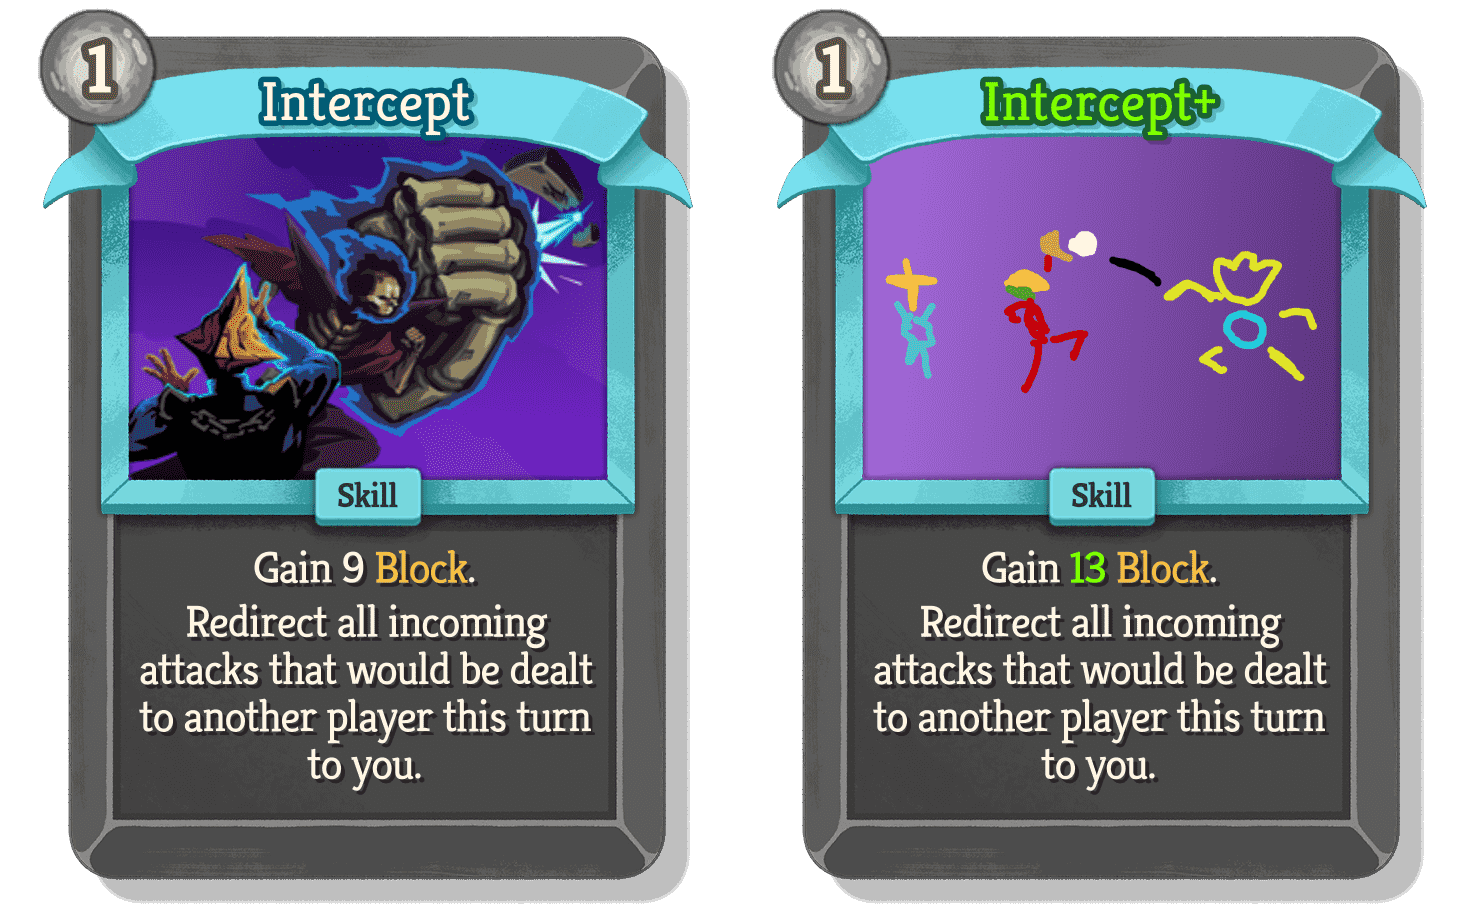 1
Intercept
Skill
Gain 9 Block.
Redirect all incoming
attacks that would be dealt
to another player this turn
to you.
1
Intercept+
Skill
Gain 13 Block.
Redirect all incoming
attacks that would be dealt
to another player this turn
to you.